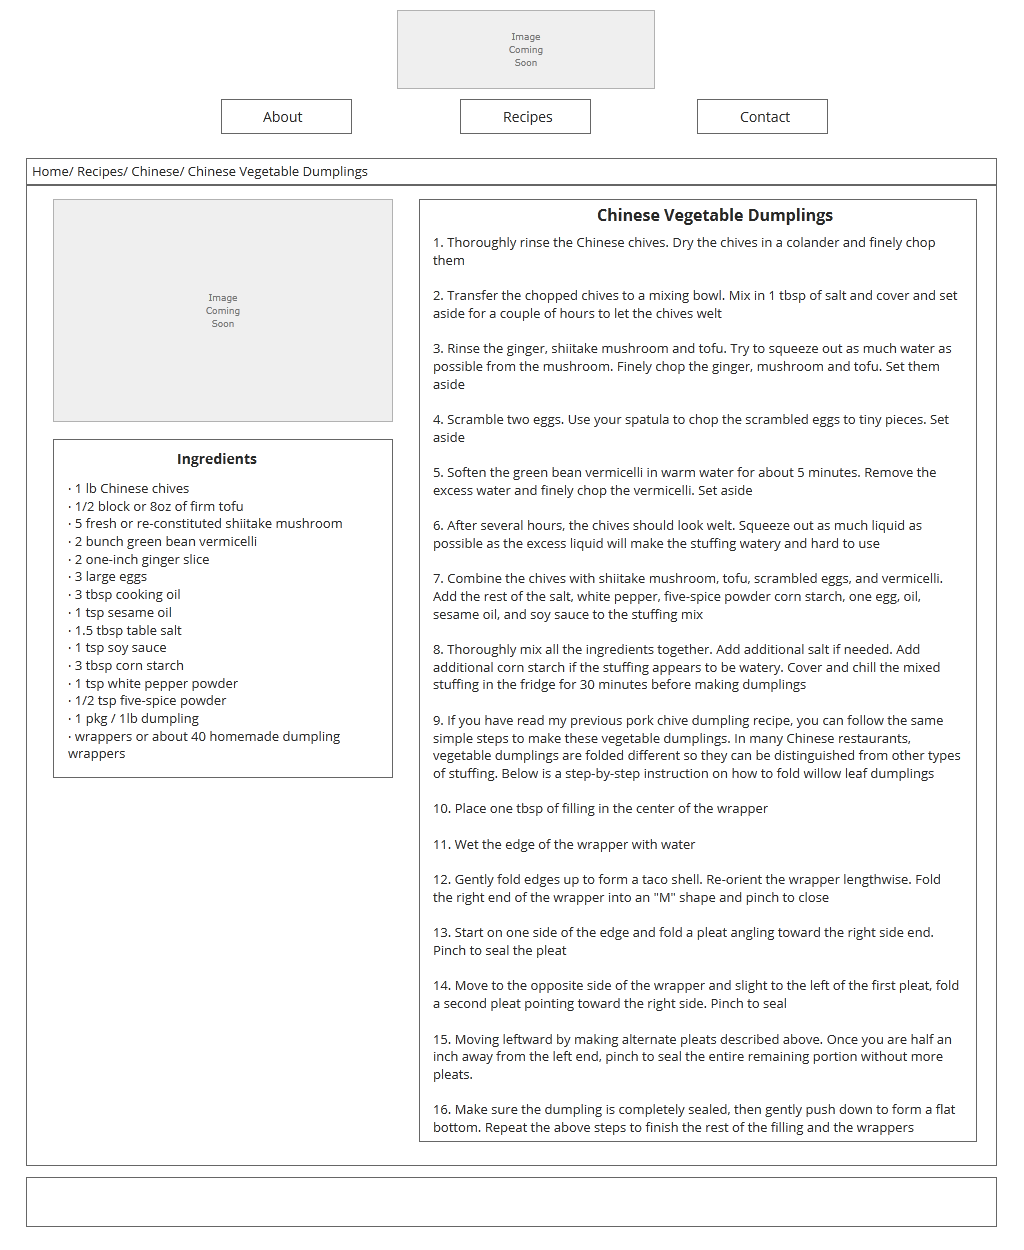 Image
Coming
Soon
About
Recipes
Contact
Home/ Recipes/ Chinese/ Chinese Vegetable Dumplings
Image
Coming
Soon
Ingredients
· 1 lb Chinese chives
· 1/2 block or 8oz of firm tofu
· 5 fresh or re-constituted shiitake mushroom
· 2 bunch green bean vermicelli
· 2 one-inch ginger slice
· 3 large eggs
· 3 tbsp cooking oil
· 1 tsp sesame oil
· 1.5 tbsp table salt
· 1 tsp soy sauce
· 3 tbsp corn starch
· 1 tsp white pepper powder
· 1/2 tsp five-spice powder
· 1 pkg / 1lb dumpling
· wrappers or about 40 homemade dumpling
wrappers
Chinese Vegetable Dumplings
1. Thoroughly rinse the Chinese chives. Dry the chives in a colander and finely chop
them
2. Transfer the chopped chives to a mixing bowl. Mix in 1 tbsp of salt and cover and set
aside for a couple of hours to let the chives welt
3. Rinse the ginger, shiitake mushroom and tofu. Try to squeeze out as much water as
possible from the mushroom. Finely chop the ginger, mushroom and tofu. Set them
aside
4. Scramble two eggs. Use your spatula to chop the scrambled eggs to tiny pieces. Set
aside
5. Soften the green bean vermicelli in warm water for about 5 minutes. Remove the
excess water and finely chop the vermicelli. Set aside
6. After several hours, the chives should look welt. Squeeze out as much liquid as
possible as the excess liquid will make the stuffing watery and hard to use
7. Combine the chives with shiitake mushroom, tofu, scrambled eggs, and vermicelli.
Add the rest of the salt, white pepper, five-spice powder corn starch, one egg, oil,
sesame oil, and soy sauce to the stuffing mix
8. Thoroughly mix all the ingredients together. Add additional salt if needed. Add
additional corn starch if the stuffing appears to be watery. Cover and chill the mixed
stuffing in the fridge for 30 minutes before making dumplings
9. If you have read my previous pork chive dumpling recipe, you can follow the same
simple steps to make these vegetable dumplings. In many Chinese restaurants,
vegetable dumplings are folded different so they can be distinguished from other types
of stuffing. Below is a step-by-step instruction on how to fold willow leaf dumplings
10. Place one tbsp of filling in the center of the wrapper
11. Wet the edge of the wrapper with water
12. Gently fold edges up to form a taco shell. Re-orient the wrapper lengthwise. Fold
the right end of the wrapper into an "M" shape and pinch to close
13. Start on one side of the edge and fold a pleat angling toward the right side end.
Pinch to seal the pleat
14. Move to the opposite side of the wrapper and slight to the left of the first pleat, fold
a second pleat pointing toward the right side. Pinch to seal
15. Moving leftward by making alternate pleats described above. Once you are half an
inch away from the left end, pinch to seal the entire remaining portion without more
pleats.
16. Make sure the dumpling is completely sealed, then gently push down to form a flat
bottom. Repeat the above steps to finish the rest of the filling and the wrappers